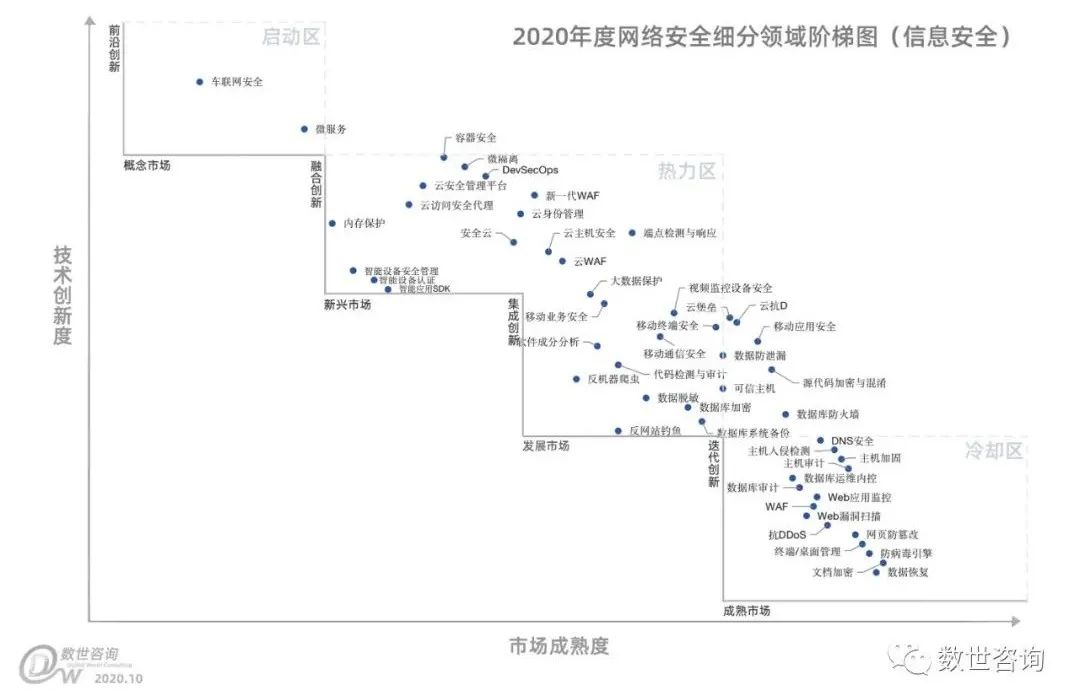 2020年度网络安全细分领域阶梯图（信息安全）
前沿创新
启动区
车联网安全
微服务
概念市场
融合创新
热力区
容器安全
微隔离
DevSecOps
云安全管理平台
新一代WAF
云访问安全代理
云身份管理
内存保护
安全云
云主机安全
端点检测与响应
云WAF
智能设备安全管理
智能设备认证
智能应用SDK
新兴市场
集成创新
大数据保护
视频监控设备安全
移动业务安全
云堡垒
云抗D
移动终端安全
移动应用安全
软件成分分析
移动通信安全
数据防泄漏
代码检测与审计
反机器爬虫
源代码加密与混淆
可信主机
数据脱敏
数据库加密
数据库防火墙
反网站钓鱼
数据库系统备份
发展市场
迭代创新
冷却区
DNS安全
主机入侵检测
主机加固
主机审计
数据库运维内控
数据库审计
Web应用监控
WAF
Web漏洞扫描
抗DDoS
网页防篡改
终端/桌面管理
防病毒引擎
文档加密
数据恢复
成熟市场
技术创新度
市场成熟度
DW
数世咨询
Digital World Consulting
2020.10
数世咨询